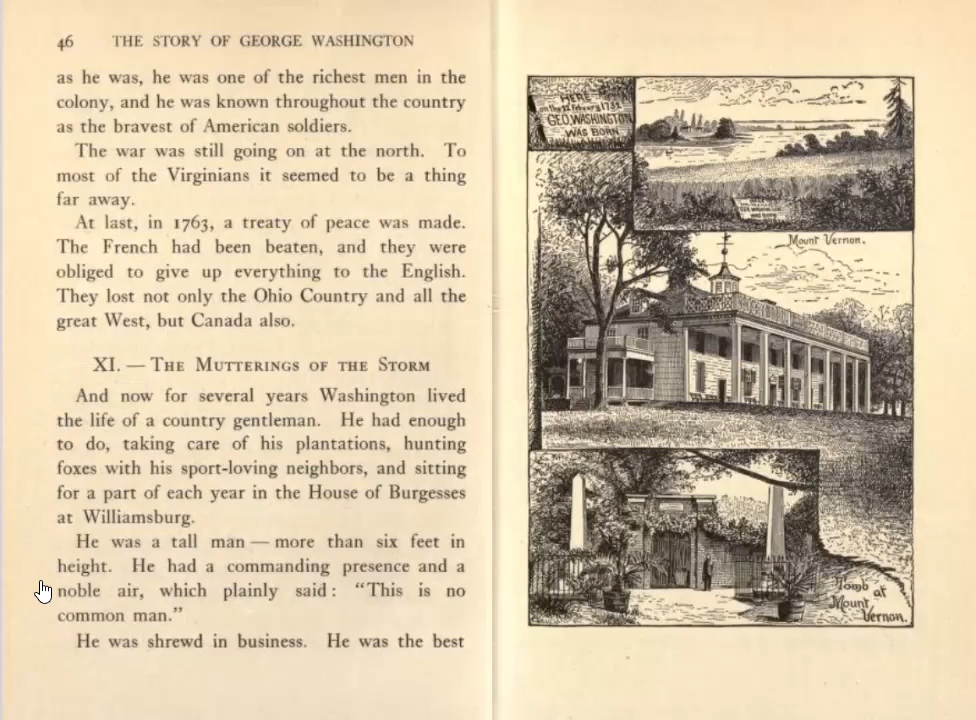 46 THE STORY OF GEORGE WASHINGTON
as he was, he was one of the richest men in the
colony, and he was known throughout the country
as the bravest of American soldiers.
The war was still going on at the north. To
most of the Virginians it seemed to be a thing
far away.
At last, in 1763, a treaty of peace was made.
The French had been beaten, and they were
obliged to give up everything to the English.
They lost not only the Ohio Country and all the
great West, but Canada also.
XI. — THE MUTTERINGS OF THE STORM
And now for several years Washington lived
the life of a country gentleman. He had enough
to do, taking care of his plantations, hunting
foxes with his sport-loving neighbors, and sitting
for a part of each year in the House of Burgesses
at Williamsburg.
He was a tall man — more than six feet in
height. He had a commanding presence and a
noble air, which plainly said: "This is no
common man."
He was shrewd in business. He was the best
HERE
GEO. WASHINGTON
WAS BORN
Mount Vernon.
Tomb at
Mount
Vernon.